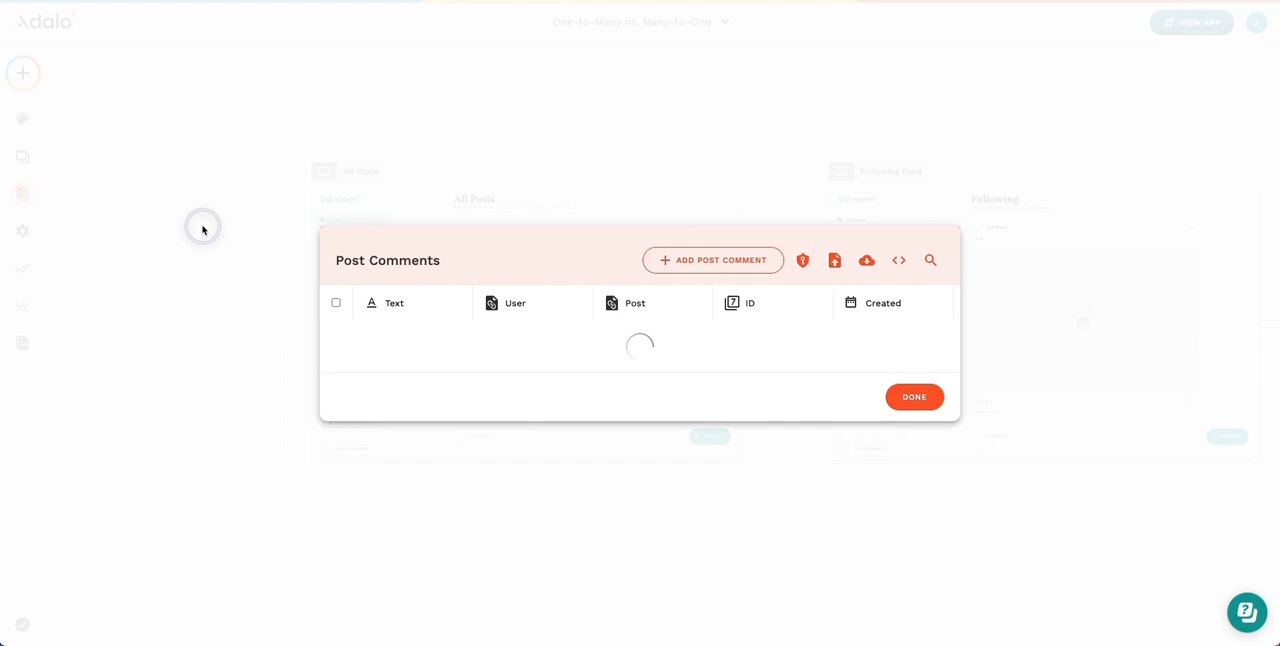 Adalo
One-to-Many vs. Many-to-One
VIEW APP
A
All Posts
Following Feed
All Posts
Following
Post Comments
ADD POST COMMENT
Text
User
Post
7
ID
Created
DONE
?